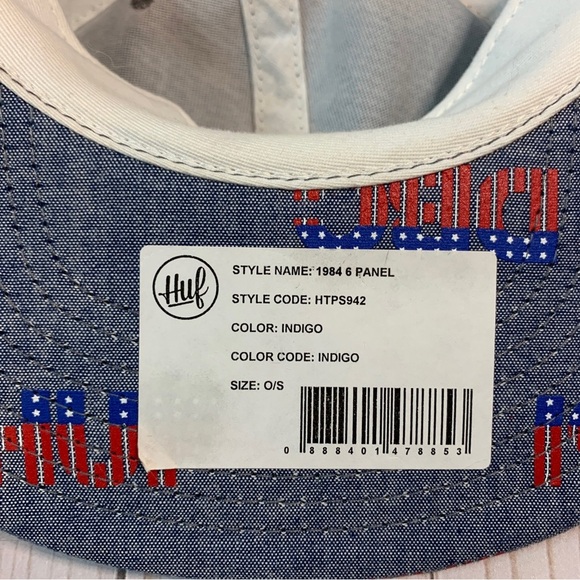 Huf
STYLE NAME: 1984 6 PANEL
STYLE CODE: HTPS942
COLOR: INDIGO
COLOR CODE: INDIGO
SIZE: O/S
0 888401 478853